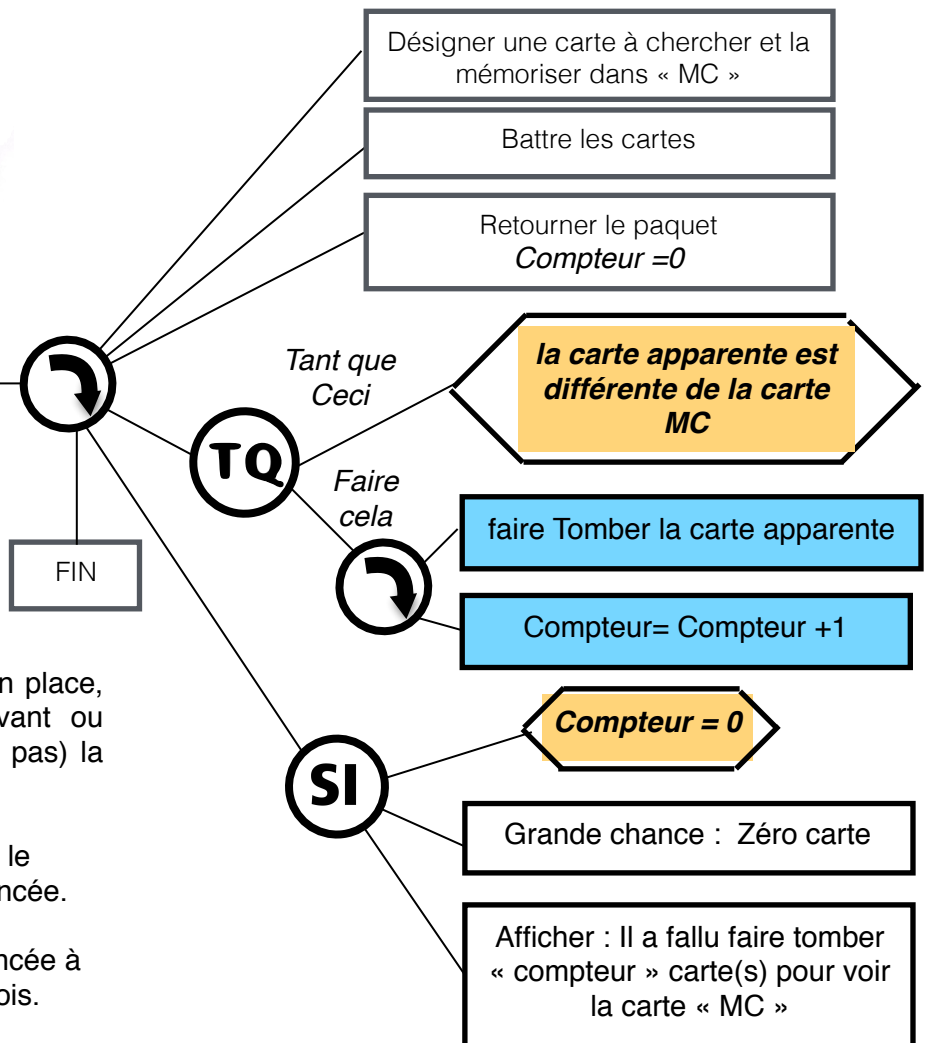 Désigner une carte à chercher et la
mémoriser dans « MC »
Battre les cartes
Retourner le paquet
Compteur =0
Tant que
Ceci
la carte apparente est
différente de la carte
MC
TQ
Faire
cela
faire Tomber la carte apparente
FIN
Compteur= Compteur +1
n place,
vant ou
pas) la
Compteur = 0
SI
Grande chance :  Zéro carte
le
ncée.
Afficher : Il a fallu faire tomber
« compteur » carte(s) pour voir
la carte « MC »
ncée à
ois.